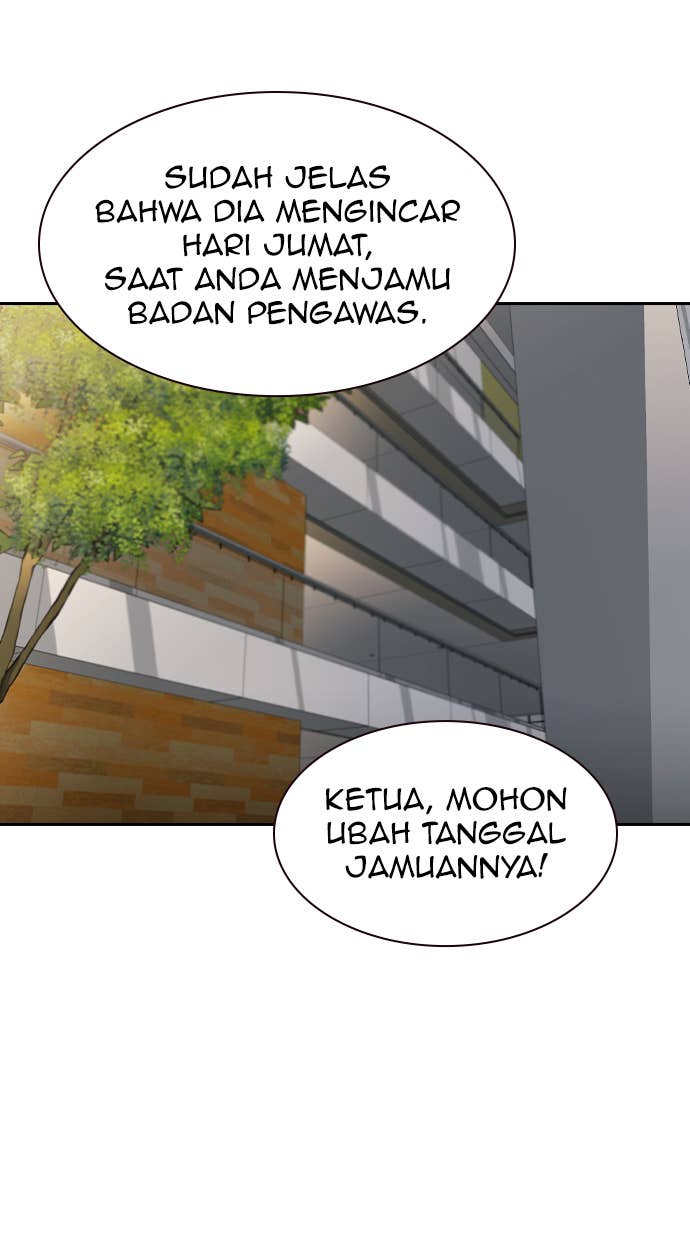 SUDAH JELAS
BAHWA DIA MENGINCAR
HARI JUMAT,
SAAT ANDA MENJAMU
BADAN PENGAWAS.
KETUA, MOHON
UBAH TANGGAL
JAMUANNYA!